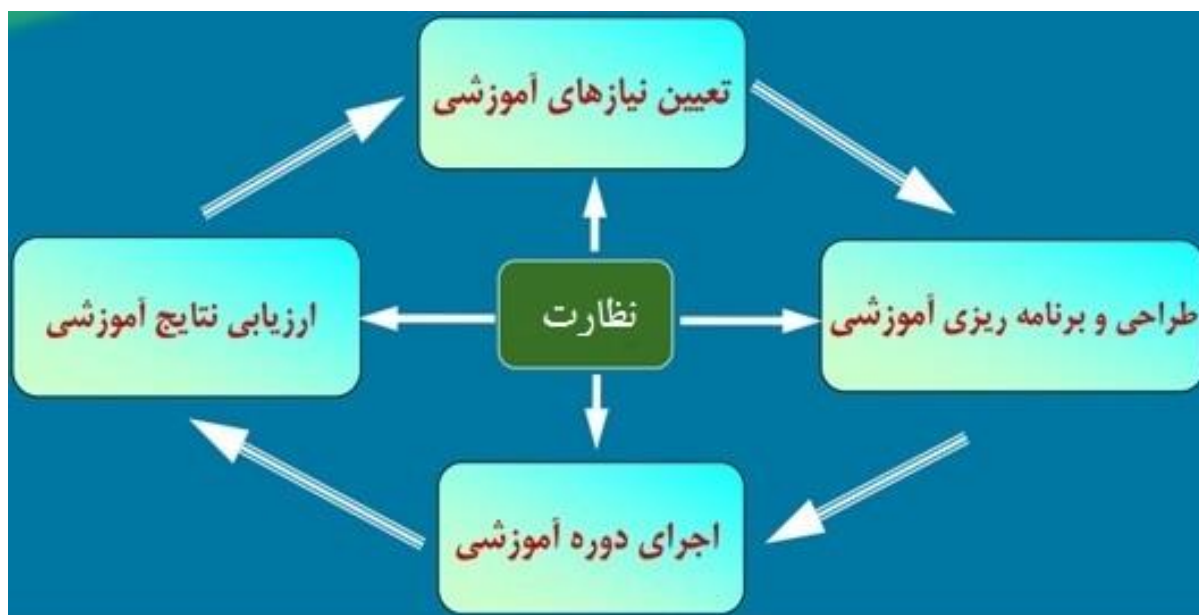 تعیین نیازهای آموزشی
طراحی و برنامه ریزی آموزشی
نظارت
ارزیابی نتایج آموزشی
اجرای دوره آموزشی